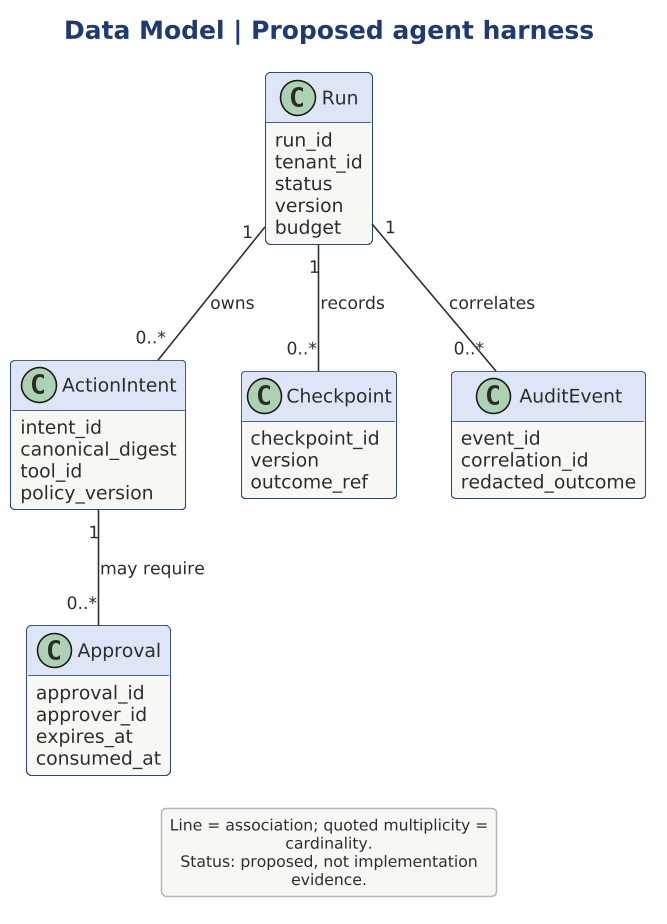 Data Model | Proposed agent harness
C Run
run_id
tenant_id
status
version
budget
1
1
1
owns
records
correlates
0..*
0..*
0..*
C ActionIntent
intent_id
canonical_digest
tool_id
policy_version
C Checkpoint
checkpoint_id
version
outcome_ref
C AuditEvent
event_id
correlation_id
redacted_outcome
1
may require
0..*
C Approval
approval_id
approver_id
expires_at
consumed_at
Line = association; quoted multiplicity =
cardinality.
Status: proposed, not implementation
evidence.